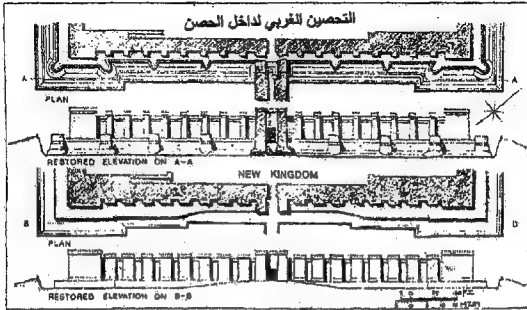 التحصين الغربي لداخل الحصن
A A
PLAN
RESTORED ELEVATION ON A-A
NEW KINGDOM
B
PLAN
RESTORED ELEVATION ON B-B